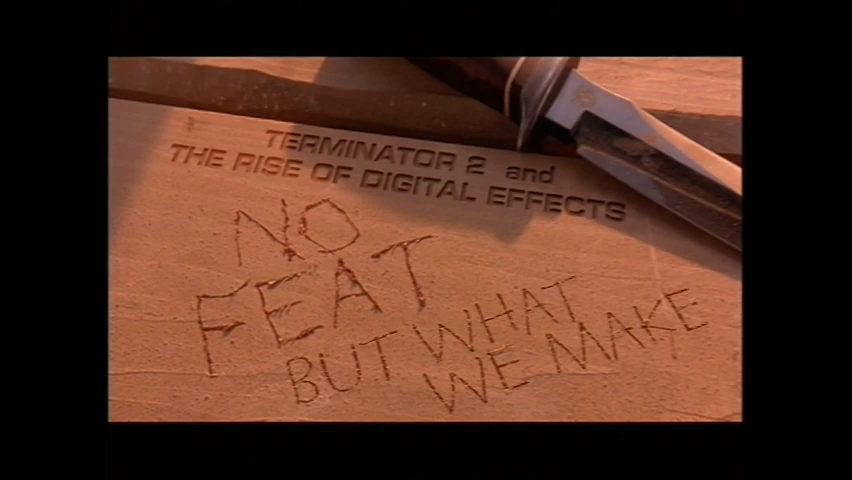 TERMINATOR 2 and
THE RISE OF DIGITAL EFFECTS
NO
FEAT
BUT WHAT
WE MAKE